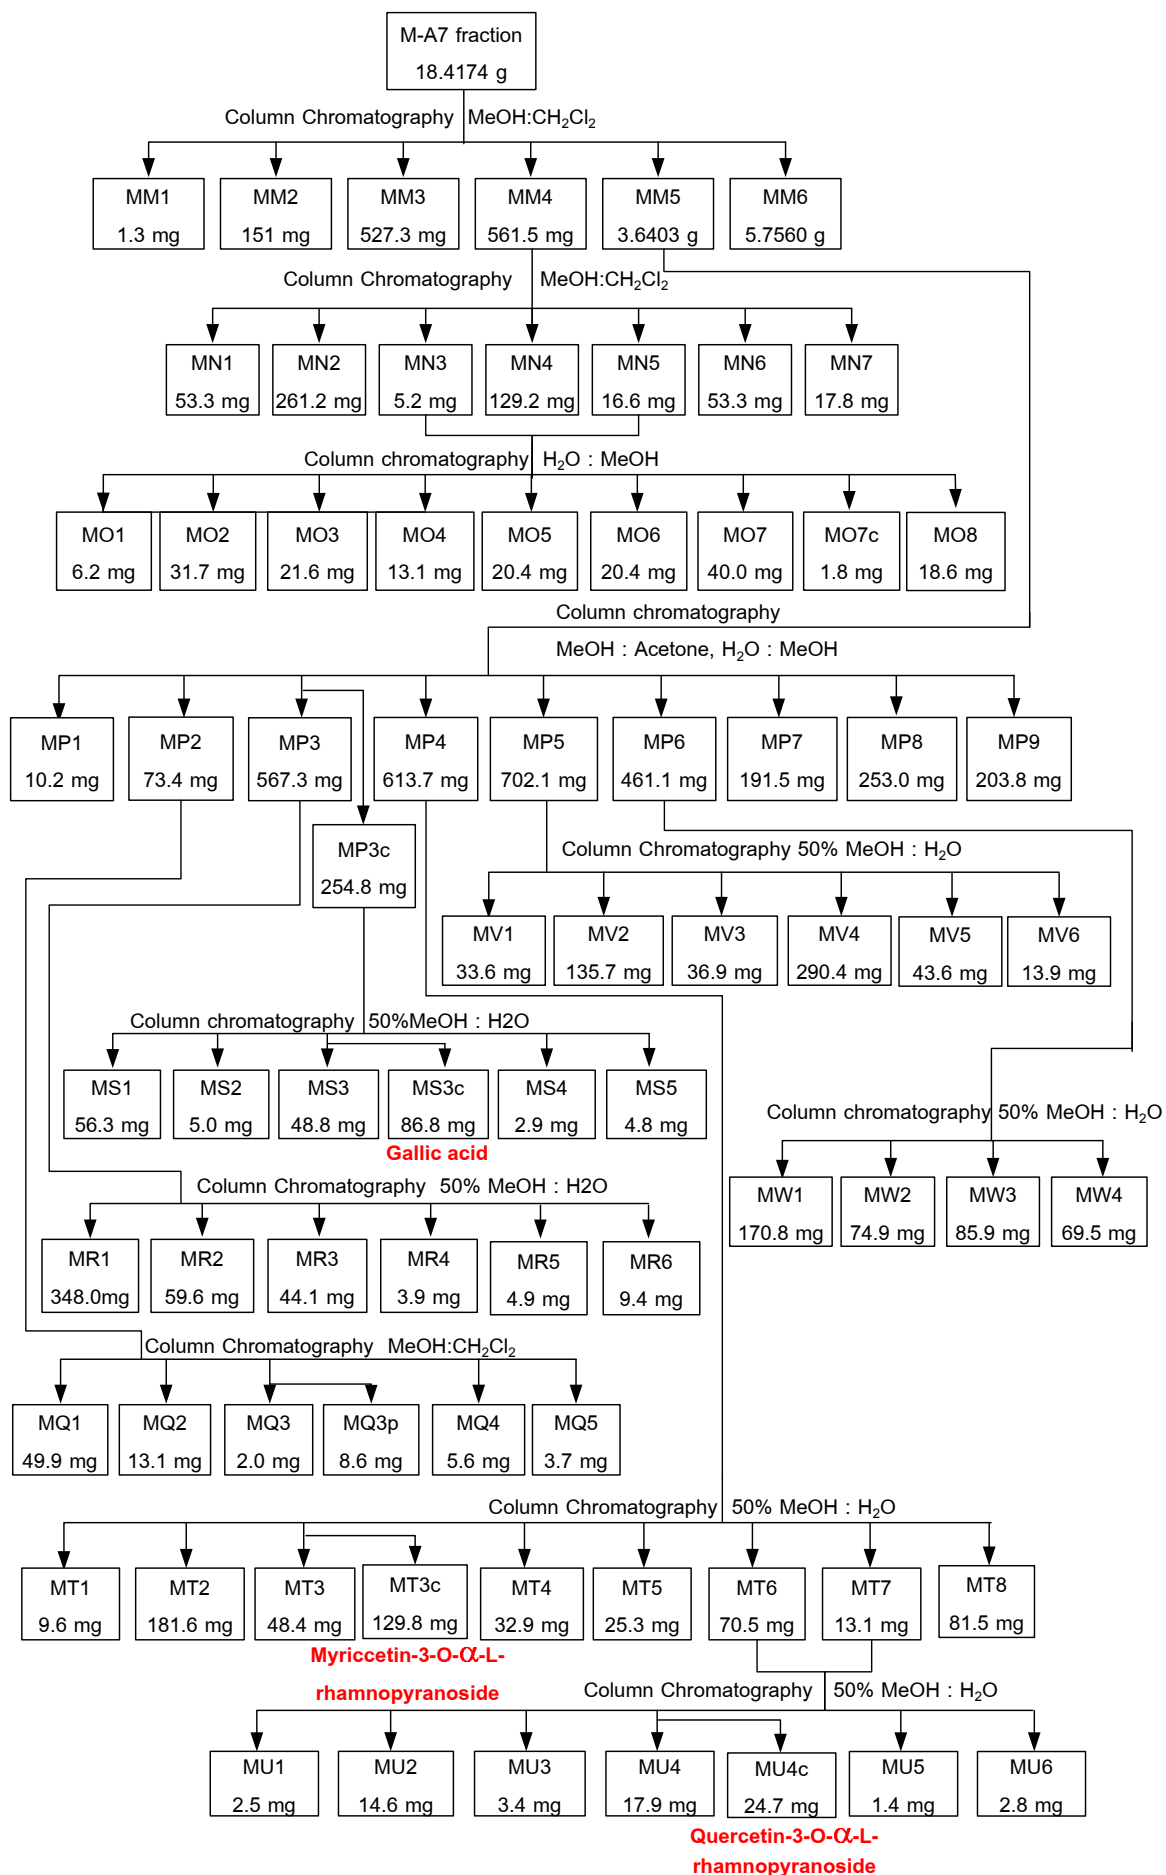 M-A7 fraction
18.4174 g
Column Chromatography MeOH:CH₂Cl₂
MM1 MM2 MM3 MM4 MM5 MM6
1.3 mg 151 mg 527.3 mg 561.5 mg 3.6403 g 5.7560 g
Column Chromatography MeOH:CH₂Cl₂
MN1 MN2 MN3 MN4 MN5 MN6 MN7
53.3 mg 261.2 mg 5.2 mg 129.2 mg 16.6 mg 53.3 mg 17.8 mg
Column chromatography H₂O : MeOH
MO1 MO2 MO3 MO4 MO5 MO6 MO7 MO7c MO8
6.2 mg 31.7 mg 21.6 mg 13.1 mg 20.4 mg 20.4 mg 40.0 mg 1.8 mg 18.6 mg
Column chromatography
MeOH : Acetone, H₂O : MeOH
MP1 MP2 MP3 MP4 MP5 MP6 MP7 MP8 MP9
10.2 mg 73.4 mg 567.3 mg 613.7 mg 702.1 mg 461.1 mg 191.5 mg 253.0 mg 203.8 mg
MP3c
254.8 mg
Column Chromatography 50% MeOH : H₂O
MV1 MV2 MV3 MV4 MV5 MV6
33.6 mg 135.7 mg 36.9 mg 290.4 mg 43.6 mg 13.9 mg
Column chromatography 50%MeOH : H2O
MS1 MS2 MS3 MS3c MS4 MS5
56.3 mg 5.0 mg 48.8 mg 86.8 mg 2.9 mg 4.8 mg
Gallic acid
Column chromatography 50% MeOH : H₂O
MW1 MW2 MW3 MW4
170.8 mg 74.9 mg 85.9 mg 69.5 mg
Column Chromatography 50% MeOH : H2O
MR1 MR2 MR3 MR4 MR5 MR6
348.0mg 59.6 mg 44.1 mg 3.9 mg 4.9 mg 9.4 mg
Column Chromatography MeOH:CH₂Cl₂
MQ1 MQ2 MQ3 MQ3p MQ4 MQ5
49.9 mg 13.1 mg 2.0 mg 8.6 mg 5.6 mg 3.7 mg
Column Chromatography 50% MeOH : H₂O
MT1 MT2 MT3 MT3c MT4 MT5 MT6 MT7 MT8
9.6 mg 181.6 mg 48.4 mg 129.8 mg 32.9 mg 25.3 mg 70.5 mg 13.1 mg 81.5 mg
Myriccetin-3-O-α-L-
rhamnopyranoside
Column Chromatography 50% MeOH : H₂O
MU1 MU2 MU3 MU4 MU4c MU5 MU6
2.5 mg 14.6 mg 3.4 mg 17.9 mg 24.7 mg 1.4 mg 2.8 mg
Quercetin-3-O-α-L-
rhamnopyranoside